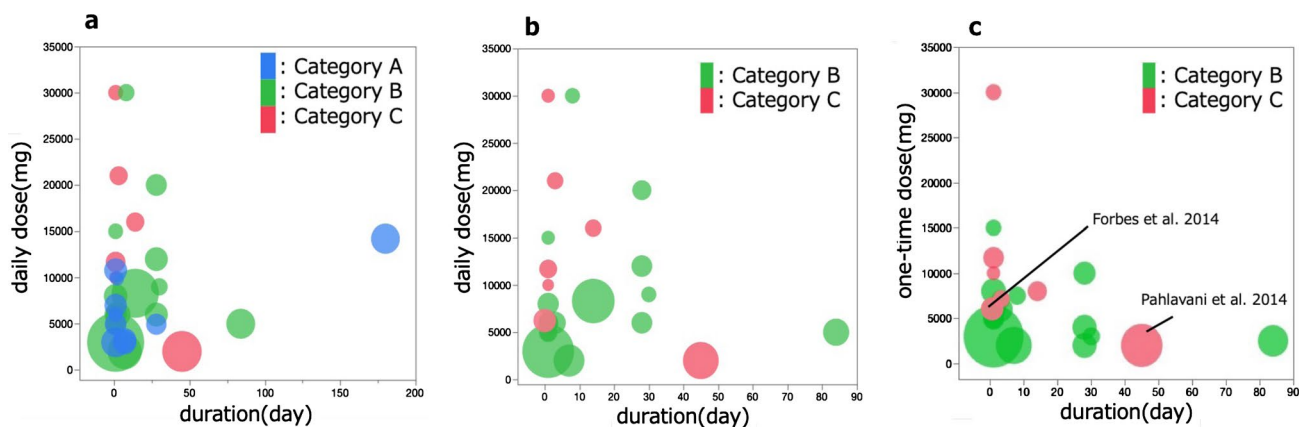 a
35000
30000
25000
20000
15000
10000
5000
0
daily dose(mg)
: Category A
: Category B
: Category C
0
50
100
150
200
duration(day)
b
35000
30000
25000
20000
15000
10000
5000
0
daily dose(mg)
: Category B
: Category C
0 10 20 30 40 50 60 70 80 90
duration(day)
c
35000
30000
25000
20000
15000
10000
5000
0
one-time dose(mg)
: Category B
: Category C
Forbes et al. 2014
Pahlavani et al. 2014
0 10 20 30 40 50 60 70 80 90
duration(day)